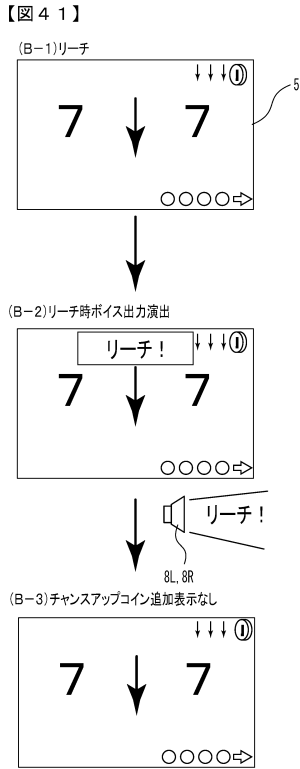 【図４１】
(B－1)リーチ
7 7
5
(B－2)リーチ時ボイス出力演出
リーチ！
7 7
リーチ！
8L, 8R
(B－3)チャンスアップコイン追加表示なし
7 7